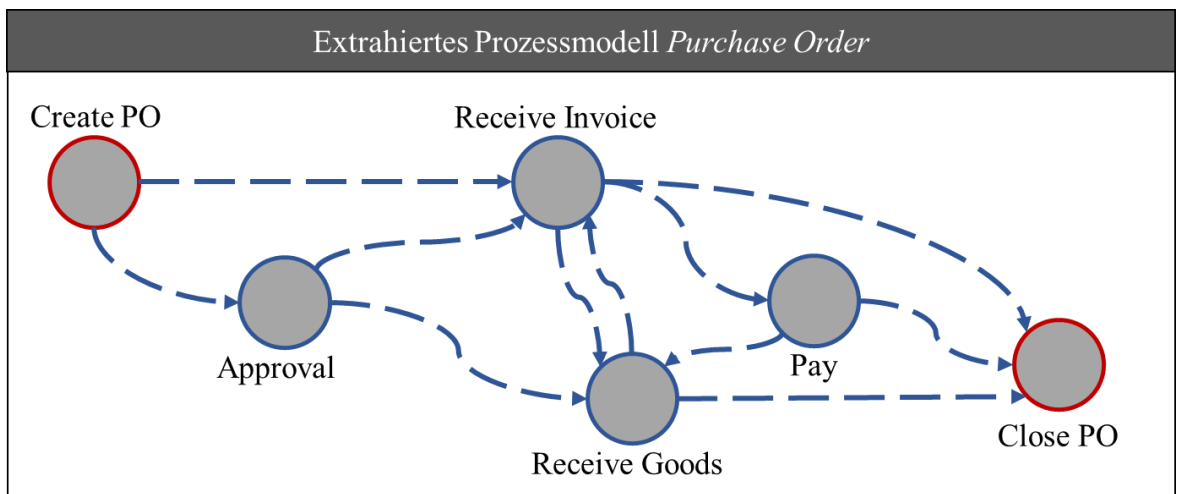 Extrahiertes Prozessmodell Purchase Order
Create PO
Receive Invoice
Approval
Pay
Receive Goods
Close PO